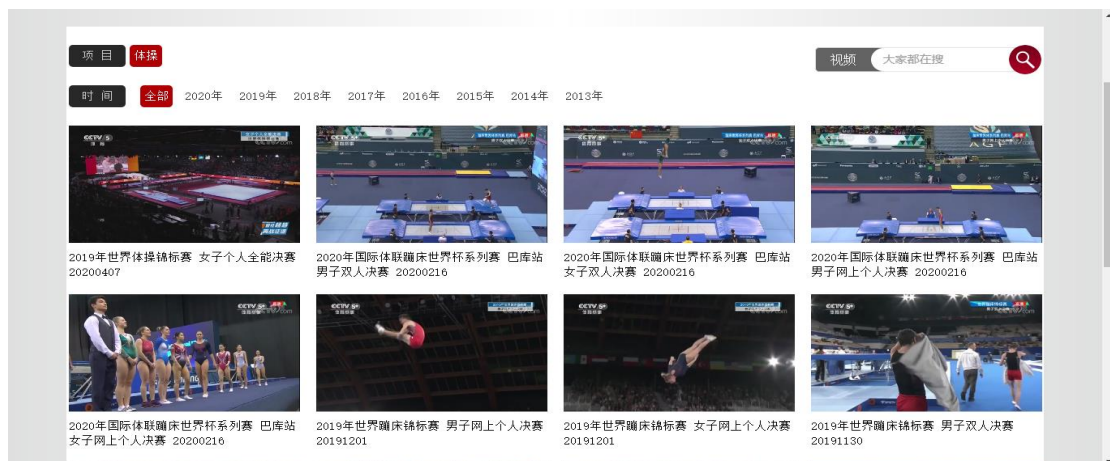 项 目 体操
视频 大家都在搜
时 间 全部 2020年 2019年 2018年 2017年 2016年 2015年 2014年 2013年
2019年世界体操锦标赛 女子个人全能决赛
20200407
2020年国际体联蹦床世界杯系列赛 巴库站
男子双人决赛 20200216
2020年国际体联蹦床世界杯系列赛 巴库站
女子双人决赛 20200216
2020年国际体联蹦床世界杯系列赛 巴库站
男子网上个人决赛 20200216
2020年国际体联蹦床世界杯系列赛 巴库站
女子网上个人决赛 20200216
2019年世界蹦床锦标赛 男子网上个人决赛
20191201
2019年世界蹦床锦标赛 女子网上个人决赛
20191201
2019年世界蹦床锦标赛 男子双人决赛
20191130